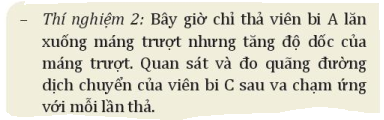 – Thí nghiệm 2: Bây giờ chỉ thả viên bi A lăn
xuống máng trượt nhưng tăng độ dốc của
máng trượt. Quan sát và đo quãng đường
dịch chuyển của viên bi C sau va chạm ứng
với mỗi lần thả.